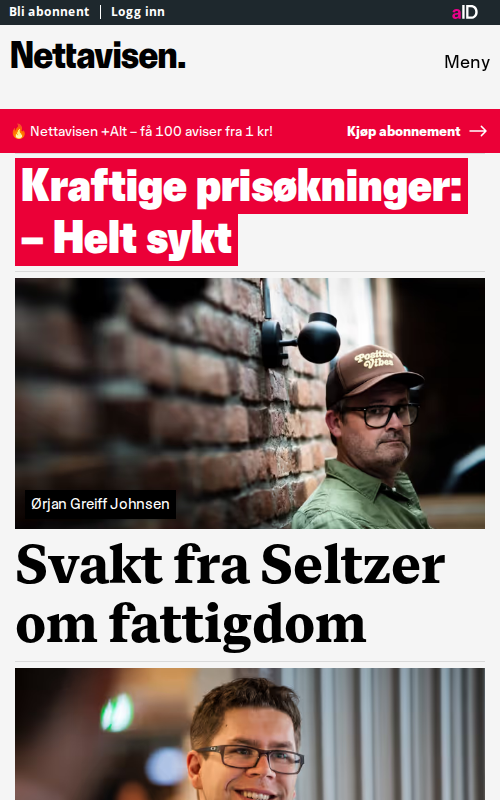 Bli abonnent | Logg inn
aID
Nettavisen.
Meny
🔥 Nettavisen +Alt – få 100 aviser fra 1 kr!
Kjøp abonnement →
Kraftige prisøkninger:
– Helt sykt
Positive
Vibes
Ørjan Greiff Johnsen
Svakt fra Seltzer
om fattigdom